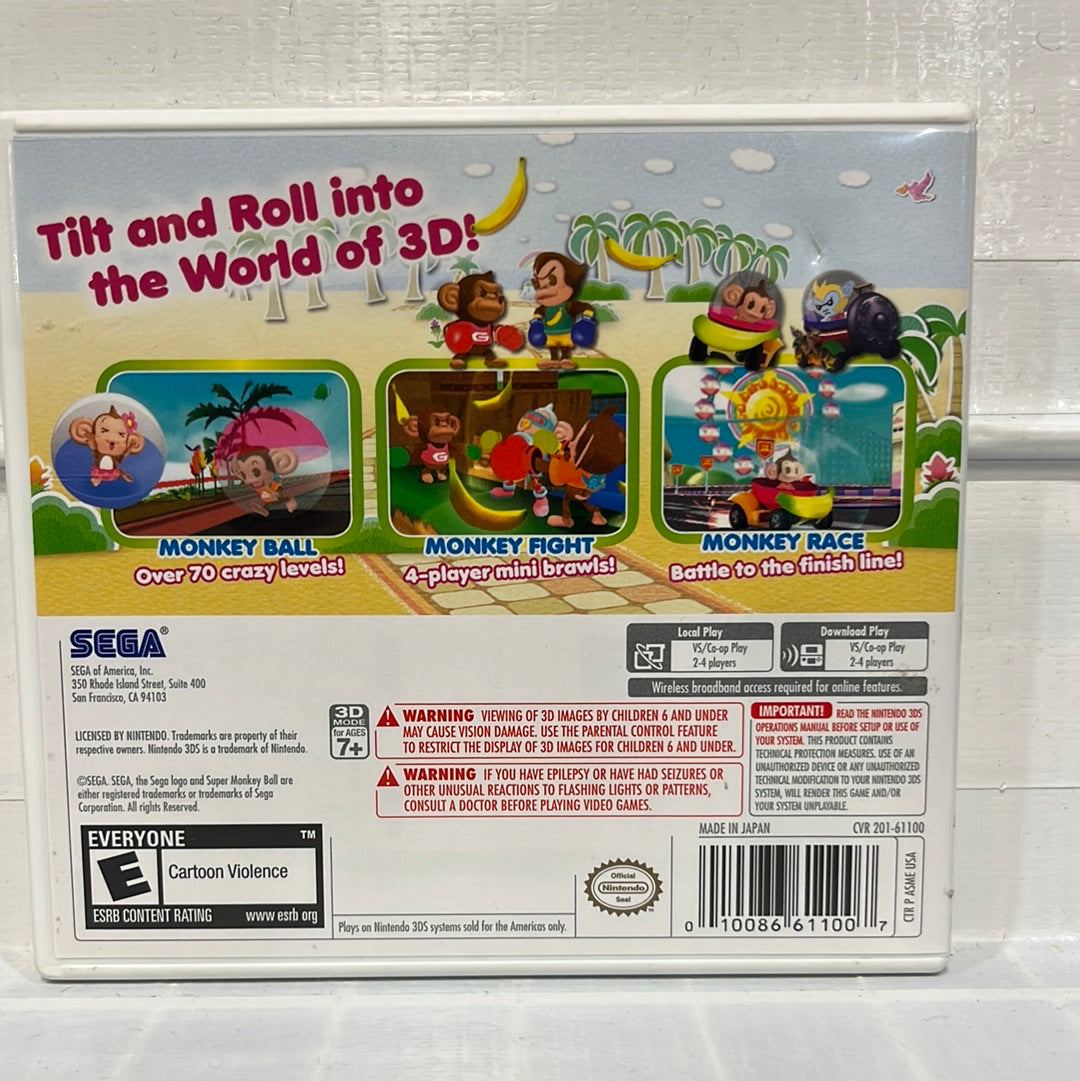 Tilt and Roll into
the World of 3D!
G
G
MONKEY BALL
Over 70 crazy levels!
MONKEY FIGHT
4-player mini brawls!
MONKEY RACE
Battle to the finish line!
SEGA®
SEGA of America, Inc.
350 Rhode Island Street, Suite 400
San Francisco, CA 94103
Local Play
VS/Co-op Play
2-4 players
Download Play
VS/Co-op Play
2-4 players
Wireless broadband access required for online features.
LICENSED BY NINTENDO. Trademarks are property of their
respective owners. Nintendo 3DS is a trademark of Nintendo.
©SEGA. SEGA, the Sega logo and Super Monkey Ball are
either registered trademarks or trademarks of Sega
Corporation. All rights Reserved.
3D
MODE
for AGES
7+
WARNING VIEWING OF 3D IMAGES BY CHILDREN 6 AND UNDER
MAY CAUSE VISION DAMAGE. USE THE PARENTAL CONTROL FEATURE
TO RESTRICT THE DISPLAY OF 3D IMAGES FOR CHILDREN 6 AND UNDER.
WARNING IF YOU HAVE EPILEPSY OR HAVE HAD SEIZURES OR
OTHER UNUSUAL REACTIONS TO FLASHING LIGHTS OR PATTERNS,
CONSULT A DOCTOR BEFORE PLAYING VIDEO GAMES.
IMPORTANT! READ THE NINTENDO 3DS
OPERATIONS MANUAL BEFORE SETUP OR USE OF
YOUR SYSTEM. THIS PRODUCT CONTAINS
TECHNICAL PROTECTION MEASURES. USE OF AN
UNAUTHORIZED DEVICE OR ANY UNAUTHORIZED
TECHNICAL MODIFICATION TO YOUR NINTENDO 3DS
SYSTEM, WILL RENDER THIS GAME AND/OR
YOUR SYSTEM UNPLAYABLE.
EVERYONE ™
E
Cartoon Violence
ESRB CONTENT RATING www.esrb.org
Plays on Nintendo 3DS systems sold for the Americas only.
Official
Nintendo
Seal
MADE IN JAPAN CVR 201-61100
0 10086 61100 7
CTR P ASME USA